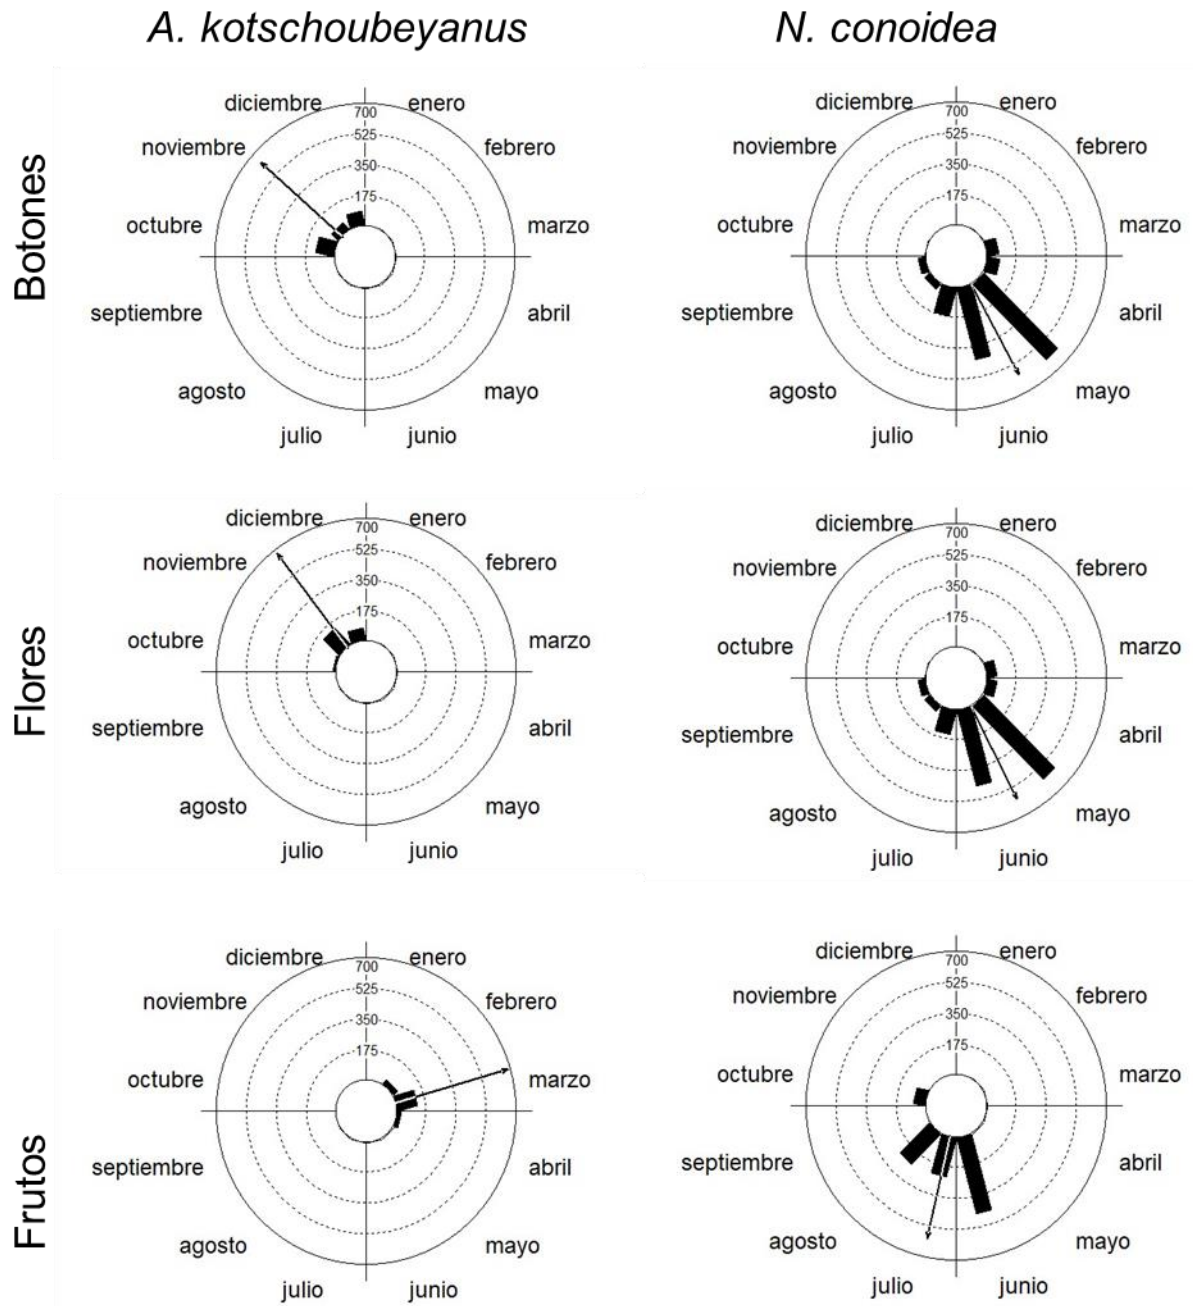 A. kotschoubeyanus
N. conoidea
Botones
diciembre
enero
noviembre
febrero
octubre
marzo
septiembre
abril
agosto
mayo
julio
junio
700
525
350
175
diciembre
enero
noviembre
febrero
octubre
marzo
septiembre
abril
agosto
mayo
julio
junio
700
525
350
175
Flores
diciembre
enero
noviembre
febrero
octubre
marzo
septiembre
abril
agosto
mayo
julio
junio
700
525
350
175
diciembre
enero
noviembre
febrero
octubre
marzo
septiembre
abril
agosto
mayo
julio
junio
700
525
350
175
Frutos
diciembre
enero
noviembre
febrero
octubre
marzo
septiembre
abril
agosto
mayo
julio
junio
700
525
350
175
diciembre
enero
noviembre
febrero
octubre
marzo
septiembre
abril
agosto
mayo
julio
junio
700
525
350
175